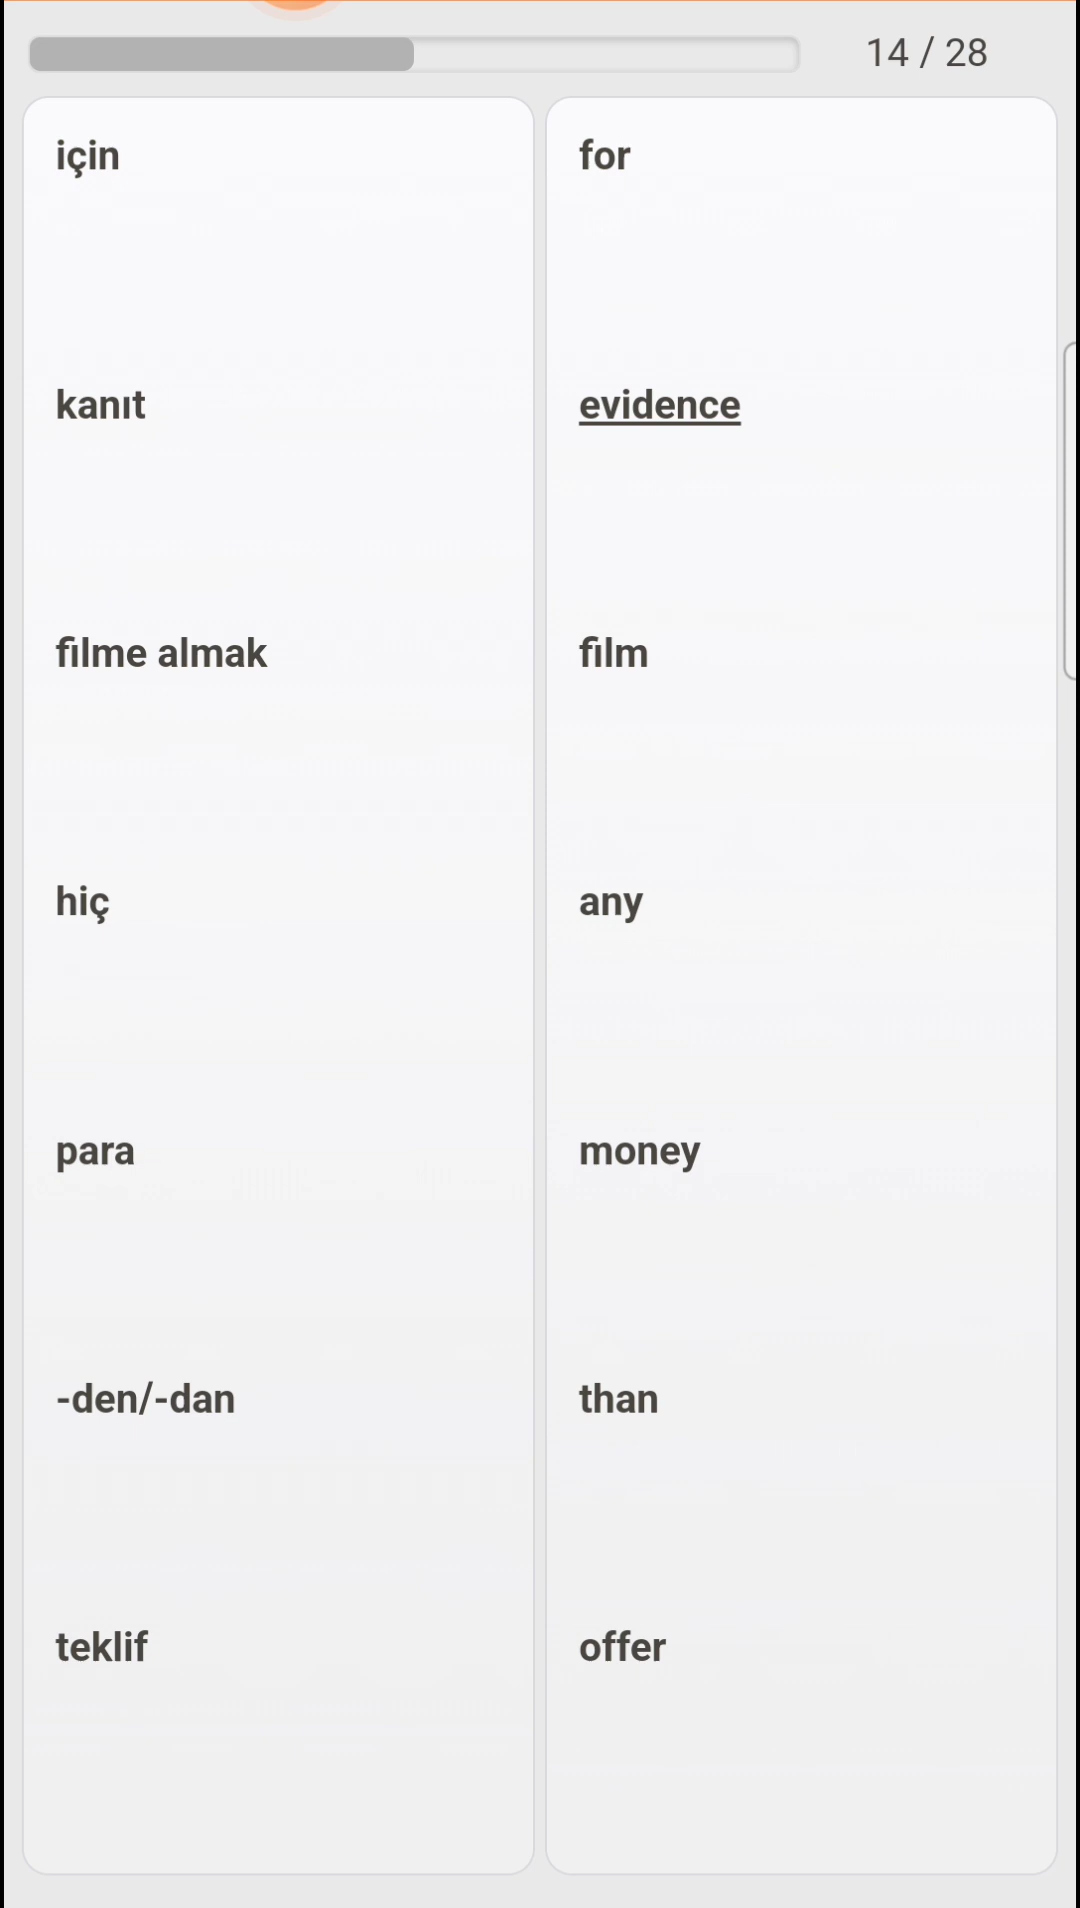 14 / 28
için
for
kanıt
evidence
filme almak
film
hiç
any
para
money
-den/-dan
than
teklif
offer